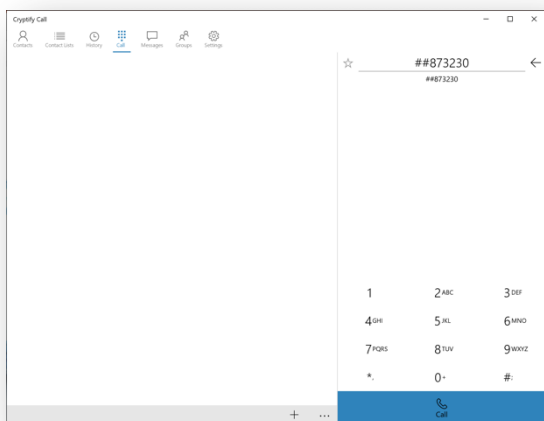 Cryptify Call
Contacts Contact Lists History Call Messages Groups Settings
##873230
##873230
1 2 ABC 3 DEF
4 GHI 5 JKL 6 MNO
7 PQRS 8 TUV 9 WXYZ
*, 0+ #;
Call